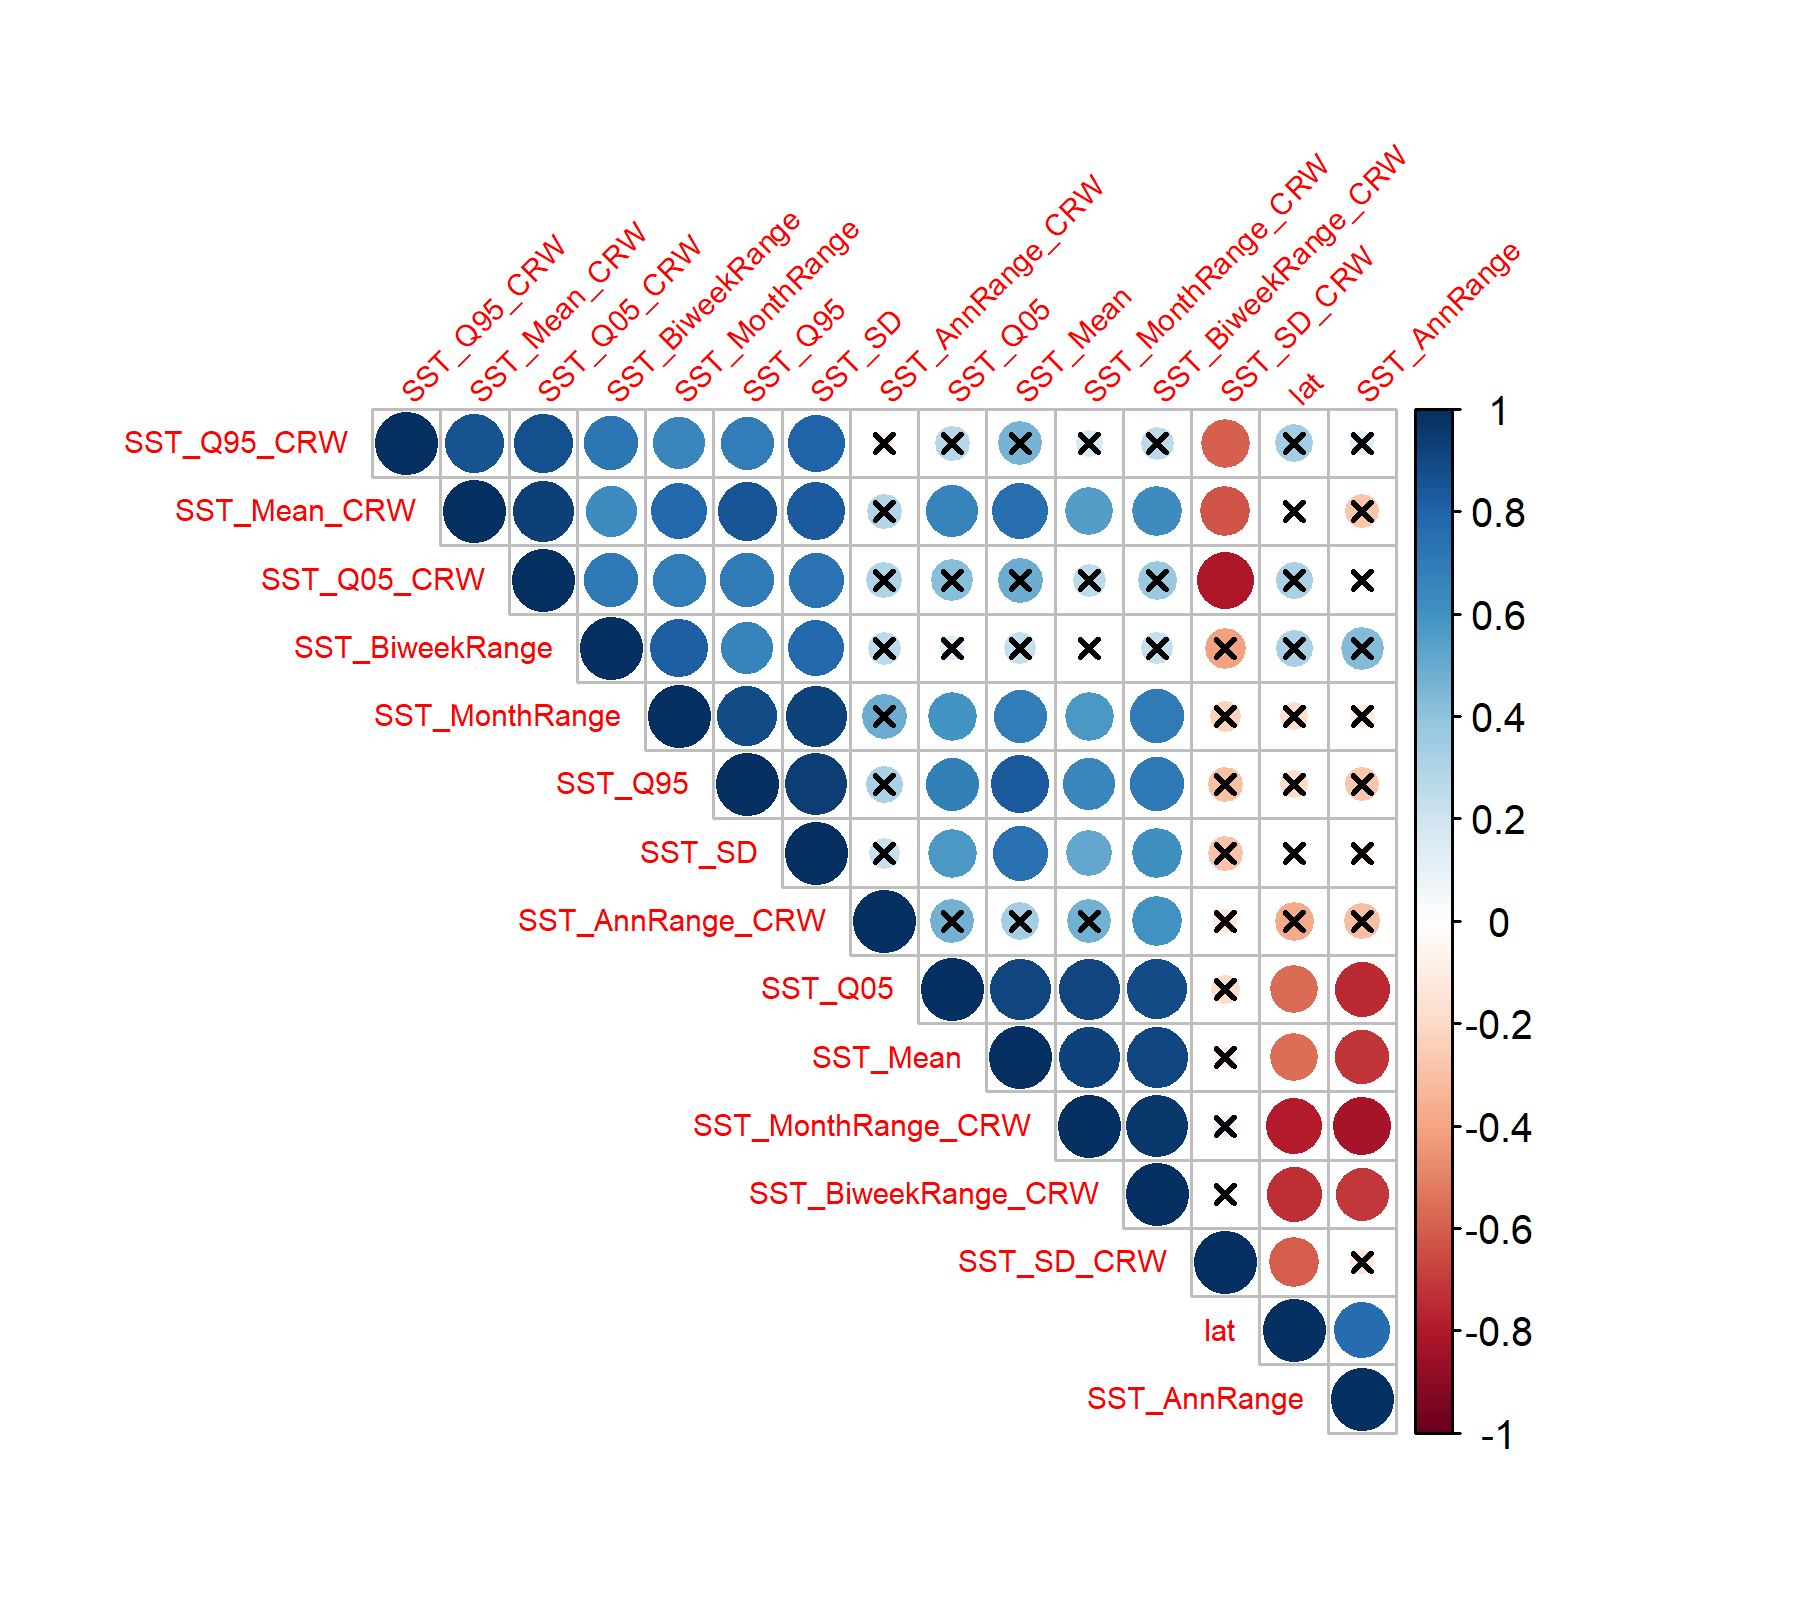 SST_Q95_CRW
SST_Mean_CRW
SST_Q05_CRW
SST_BiweekRange
SST_MonthRange
SST_Q95
SST_SD
SST_AnnRange_CRW
SST_Q05
SST_Mean
SST_MonthRange_CRW
SST_BiweekRange_CRW
SST_SD_CRW
lat
SST_AnnRange
SST_Q95_CRW
SST_Mean_CRW
SST_Q05_CRW
SST_BiweekRange
SST_MonthRange
SST_Q95
SST_SD
SST_AnnRange_CRW
SST_Q05
SST_Mean
SST_MonthRange_CRW
SST_BiweekRange_CRW
SST_SD_CRW
lat
SST_AnnRange
1
0.8
0.6
0.4
0.2
0
-0.2
-0.4
-0.6
-0.8
-1